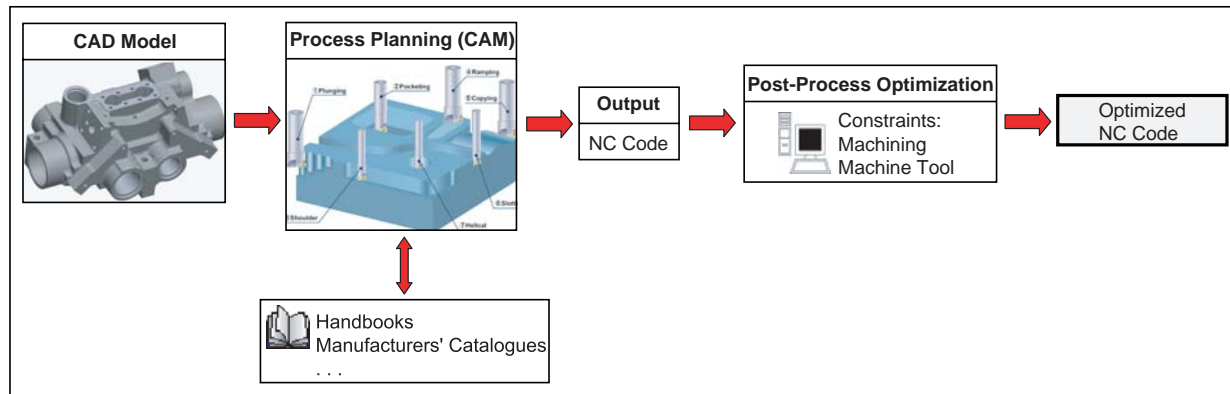 CAD Model
Process Planning (CAM)
① Plunging
② Pocketing
④ Ramping
⑤ Copying
Shoulder
⑦ Helical
⑥
Output
NC Code
Post-Process Optimization
Constraints:
Machining
Machine Tool
Optimized
NC Code
Handbooks
Manufacturers' Catalogues
. . .